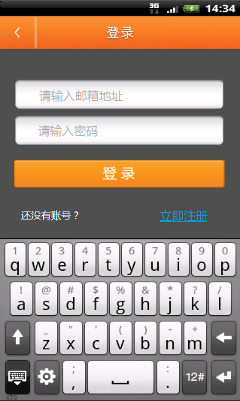 3G 14:34
登录
请输入邮箱地址
请输入密码
登录
还没有账号？ 立即注册
1 2 3 4 5 6 7 8 9 0
q w e r t y u i o p
! @ # $ % & * ? /
a s d f g h j k l
_ " ' ( ) - +
z x c v b n m
; : 
, . 12#